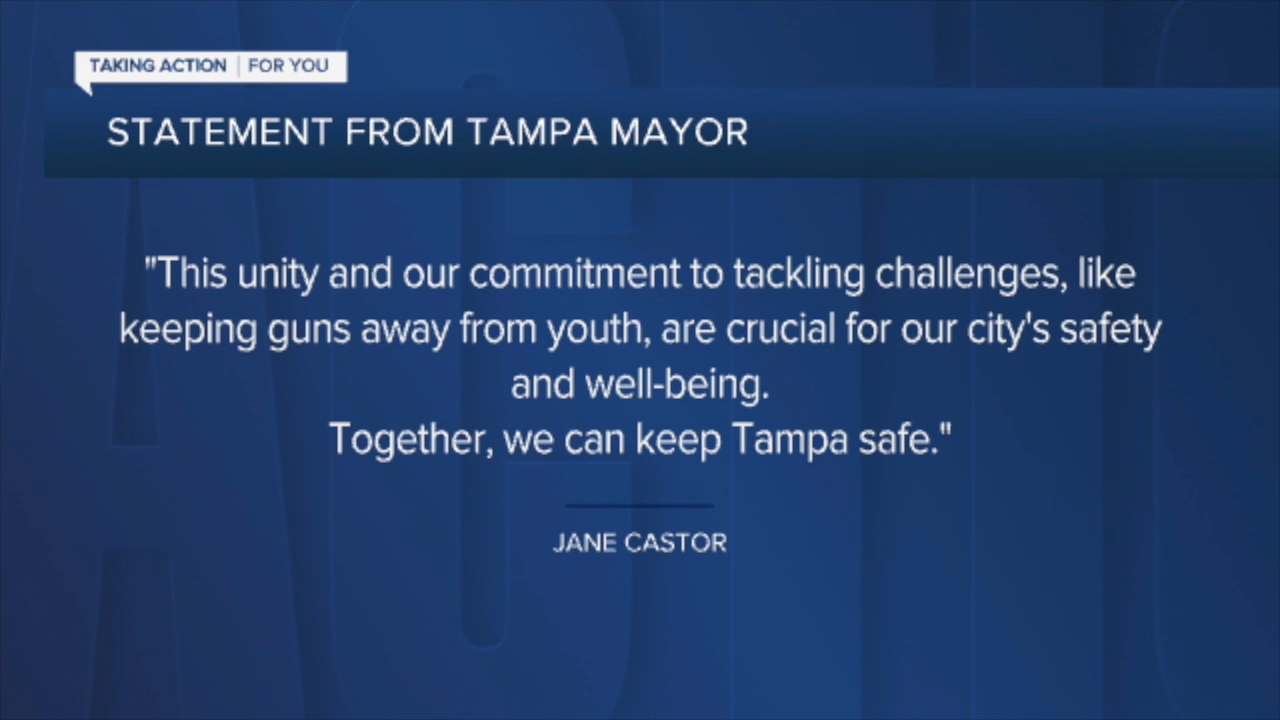 TAKING ACTION | FOR YOU
STATEMENT FROM TAMPA MAYOR
"This unity and our commitment to tackling challenges, like
keeping guns away from youth, are crucial for our city's safety
and well-being.
Together, we can keep Tampa safe."
JANE CASTOR